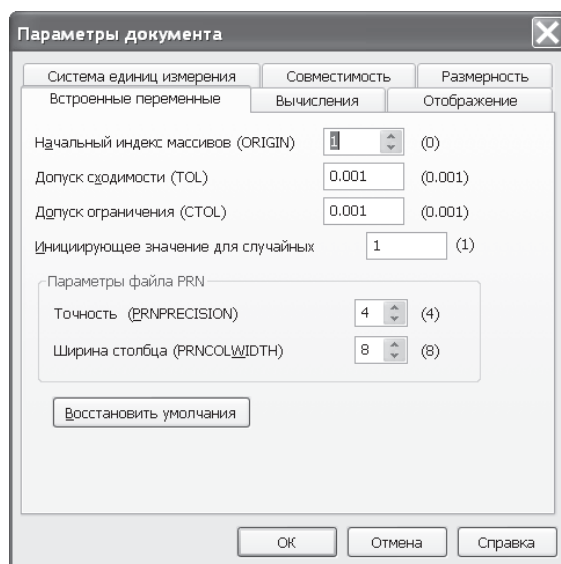 Параметры документа
Система единиц измерения Совместимость Размерность
Встроенные переменные Вычисления Отображение
Начальный индекс массивов (ORIGIN) 1 (0)
Допуск сходимости (TOL) 0.001 (0.001)
Допуск ограничения (CTOL) 0.001 (0.001)
Инициирующее значение для случайных 1 (1)
Параметры файла PRN
Точность (PRNPRECISION) 4 (4)
Ширина столбца (PRNCOLWIDTH) 8 (8)
Восстановить умолчания
ОК Отмена Справка